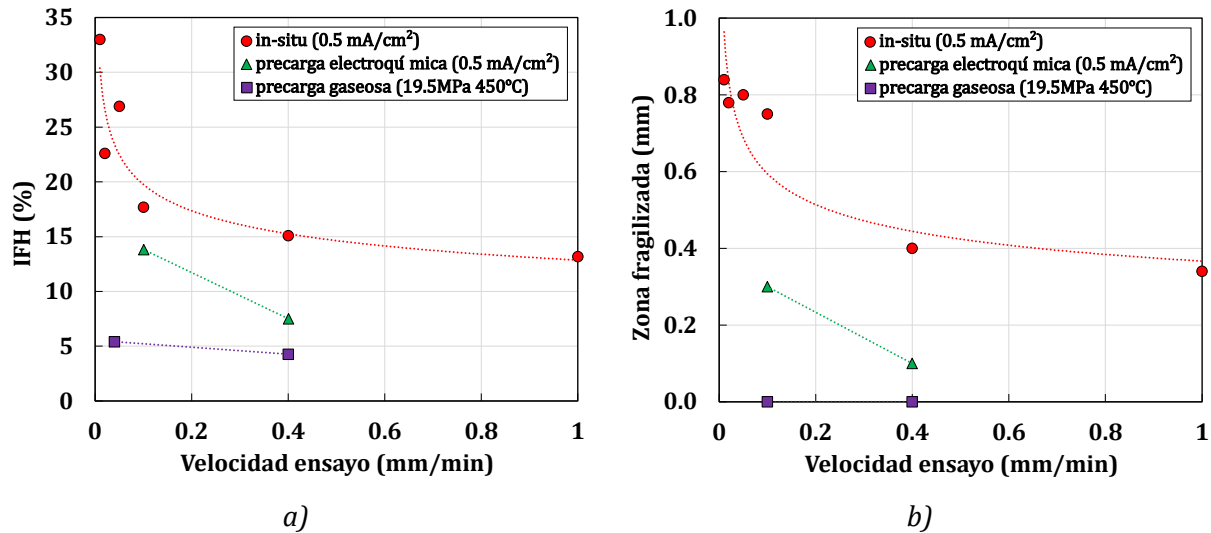 35
30
25
20
15
10
5
0
IFH (%)
in-situ (0.5 mA/cm²)
precarga electroquí mica (0.5 mA/cm²)
precarga gaseosa (19.5MPa 450ºC)
0 0.2 0.4 0.6 0.8 1
Velocidad ensayo (mm/min)
a)
1.0
0.8
0.6
0.4
0.2
0.0
Zona fragilizada (mm)
in-situ (0.5 mA/cm²)
precarga electroquí mica (0.5 mA/cm²)
precarga gaseosa (19.5MPa 450ºC)
0 0.2 0.4 0.6 0.8 1
Velocidad ensayo (mm/min)
b)